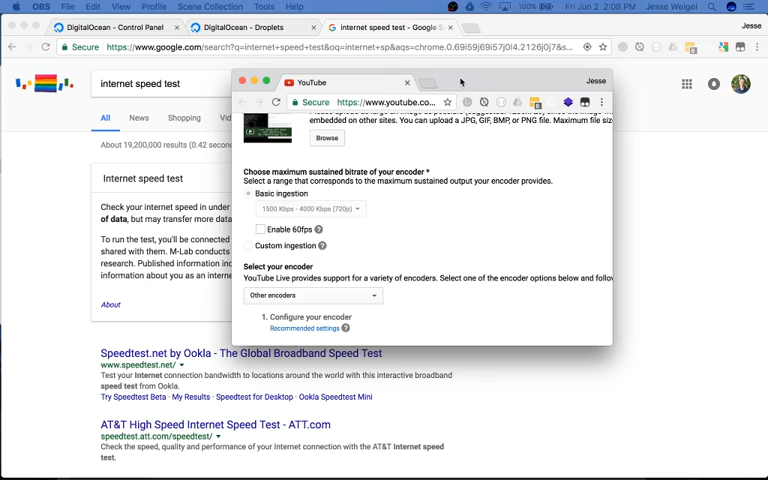 OBS File Edit View Profile Scene Collection Tools Help 100% Fri Jun 2 2:08 PM Jesse Weigel
DigitalOcean - Control Panel DigitalOcean - Droplets internet speed test - Google S Jesse
Secure https://www.google.com/search?q=internet+speed+test&oq=internet+sp&aqs=chrome.0.69i59j69i57j0l4.2126j0j7&s...
internet speed test
All News Shopping Vid
About 19,200,000 results (0.42 secon
Internet speed test
Check your internet speed in under
of data, but may transfer more data
To run the test, you'll be connected
shared with them. M-Lab conducts
research. Published information inc
information about you as an interne
About
Speedtest.net by Ookla - The Global Broadband Speed Test
www.speedtest.net/
Test your Internet connection bandwidth to locations around the world with this interactive broadband
speed test from Ookla.
Try Speedtest Beta · My Results · Speedtest for Desktop · Ookla Speedtest Mini
AT&T High Speed Internet Speed Test - ATT.com
speedtest.att.com/speedtest/
Check the speed, quality and performance of your Internet connection with the AT&T Internet speed
test.
YouTube Jesse
Secure https://www.youtube.co...
embedded on other sites. You can upload a JPG, GIF, BMP, or PNG file. Maximum file siz
Browse
Choose maximum sustained bitrate of your encoder *
Select a range that corresponds to the maximum sustained output your encoder provides.
Basic ingestion
1500 Kbps - 4000 Kbps (720p)
Enable 60fps ?
Custom ingestion ?
Select your encoder
YouTube Live provides support for a variety of encoders. Select one of the encoder options below and follow
Other encoders
1. Configure your encoder
Recommended settings ?